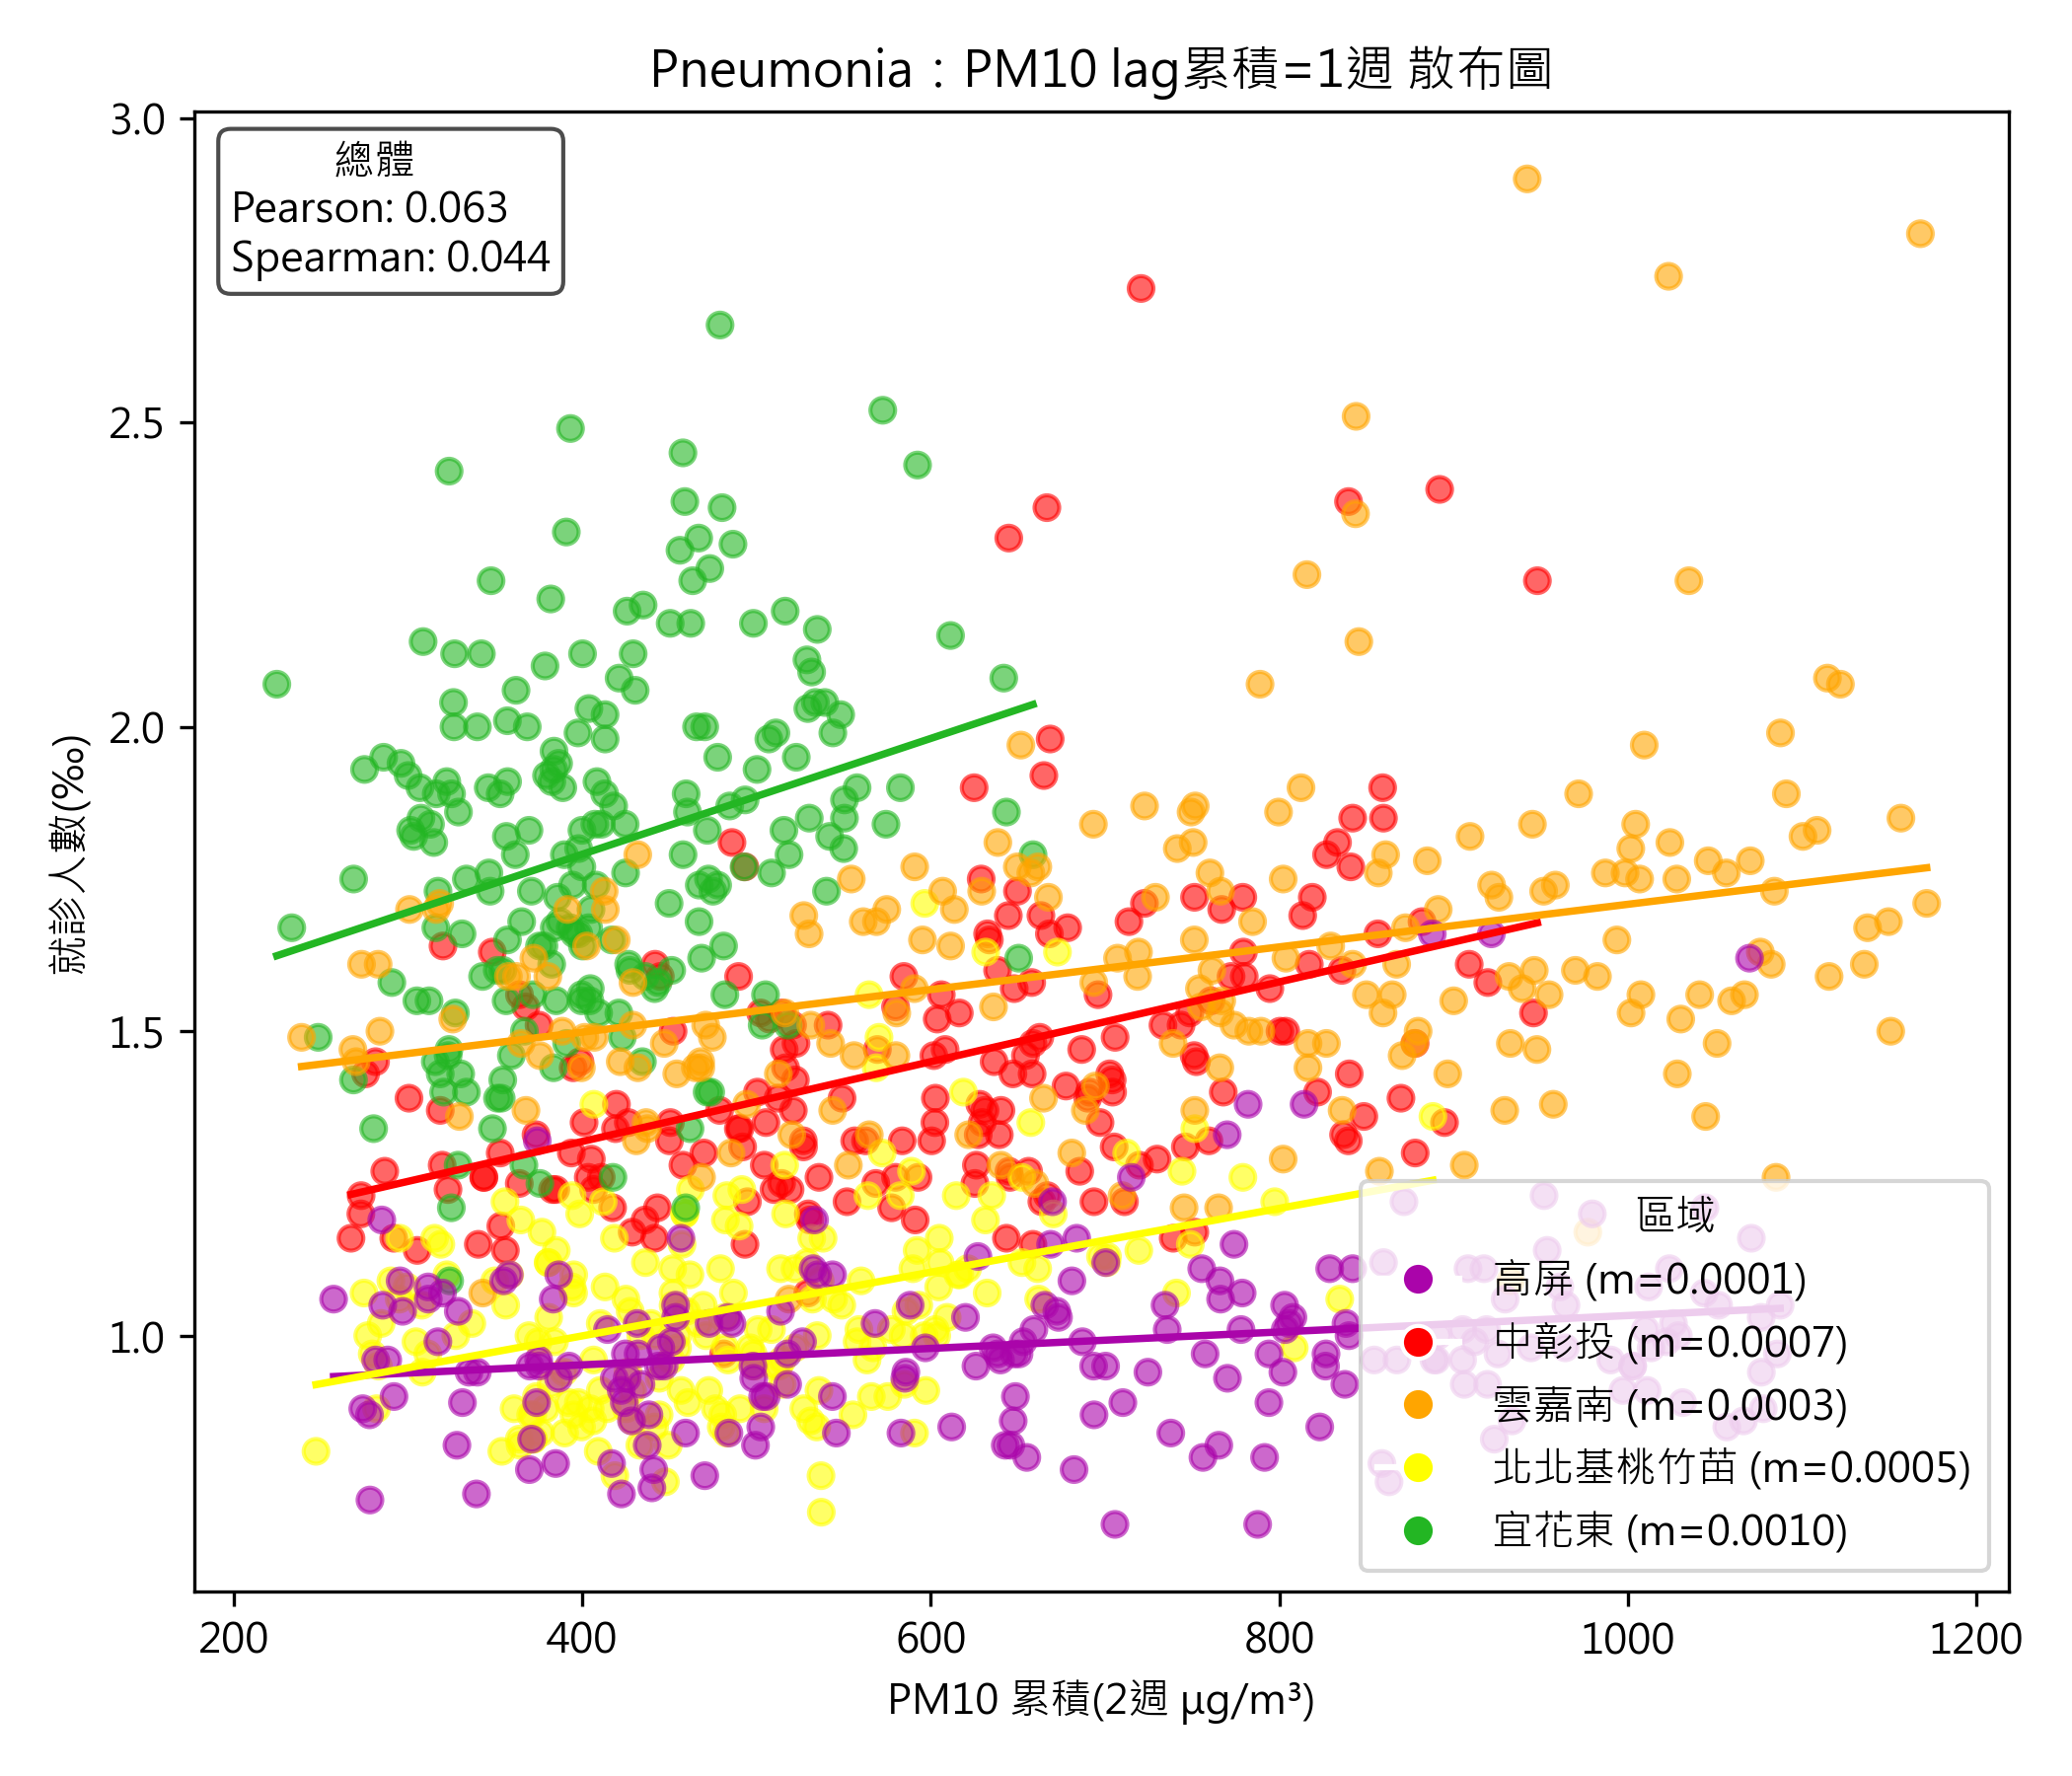 Pneumonia：PM10 lag累積=1週 散布圖
總體
Pearson: 0.063
Spearman: 0.044
3.0
2.5
2.0
1.5
1.0
就診人數(‰)
區域
高屏 (m=0.0001)
中彰投 (m=0.0007)
雲嘉南 (m=0.0003)
北北基桃竹苗 (m=0.0005)
宜花東 (m=0.0010)
200 400 600 800 1000 1200
PM10 累積(2週 µg/m³)